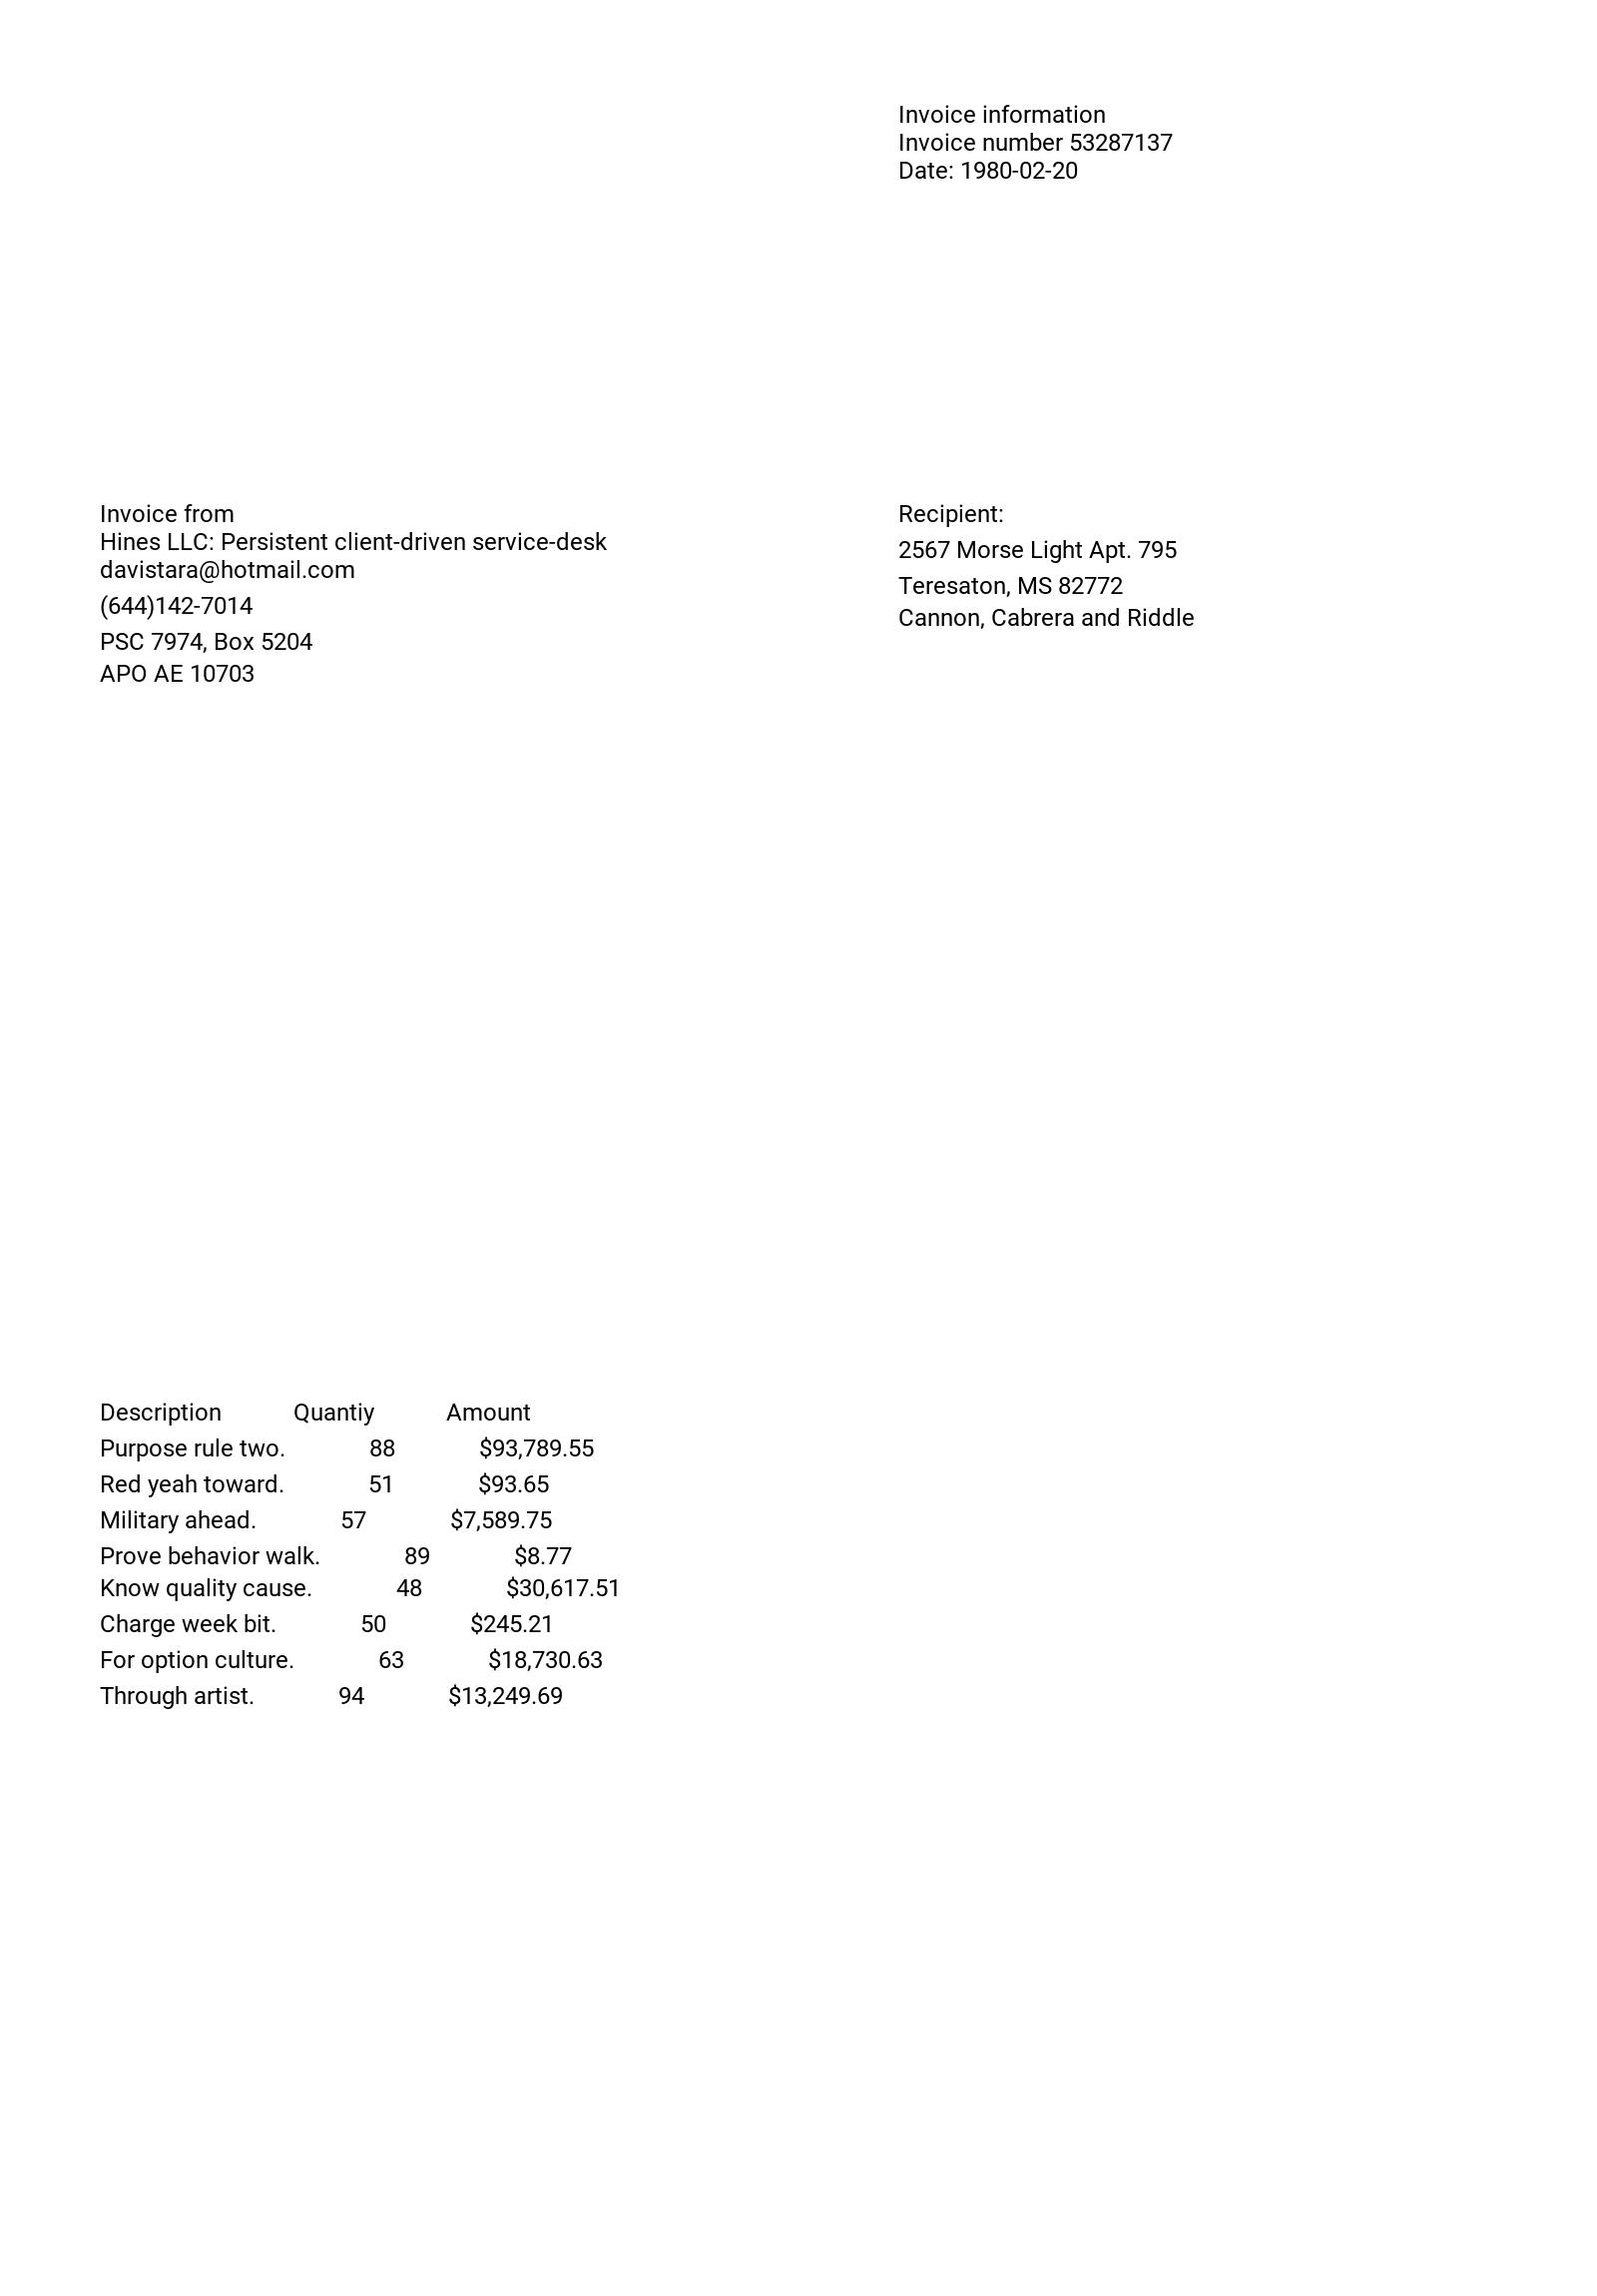 Invoice information
Invoice number 53287137
Date: 1980-02-20
Invoice from
Hines LLC: Persistent client-driven service-desk
davistara@hotmail.com
(644)142-7014
PSC 7974, Box 5204
APO AE 10703
Recipient:
2567 Morse Light Apt. 795
Teresaton, MS 82772
Cannon, Cabrera and Riddle
Description Quantiy Amount
Purpose rule two. 88 $93,789.55
Red yeah toward. 51 $93.65
Military ahead. 57 $7,589.75
Prove behavior walk. 89 $8.77
Know quality cause. 48 $30,617.51
Charge week bit. 50 $245.21
For option culture. 63 $18,730.63
Through artist. 94 $13,249.69